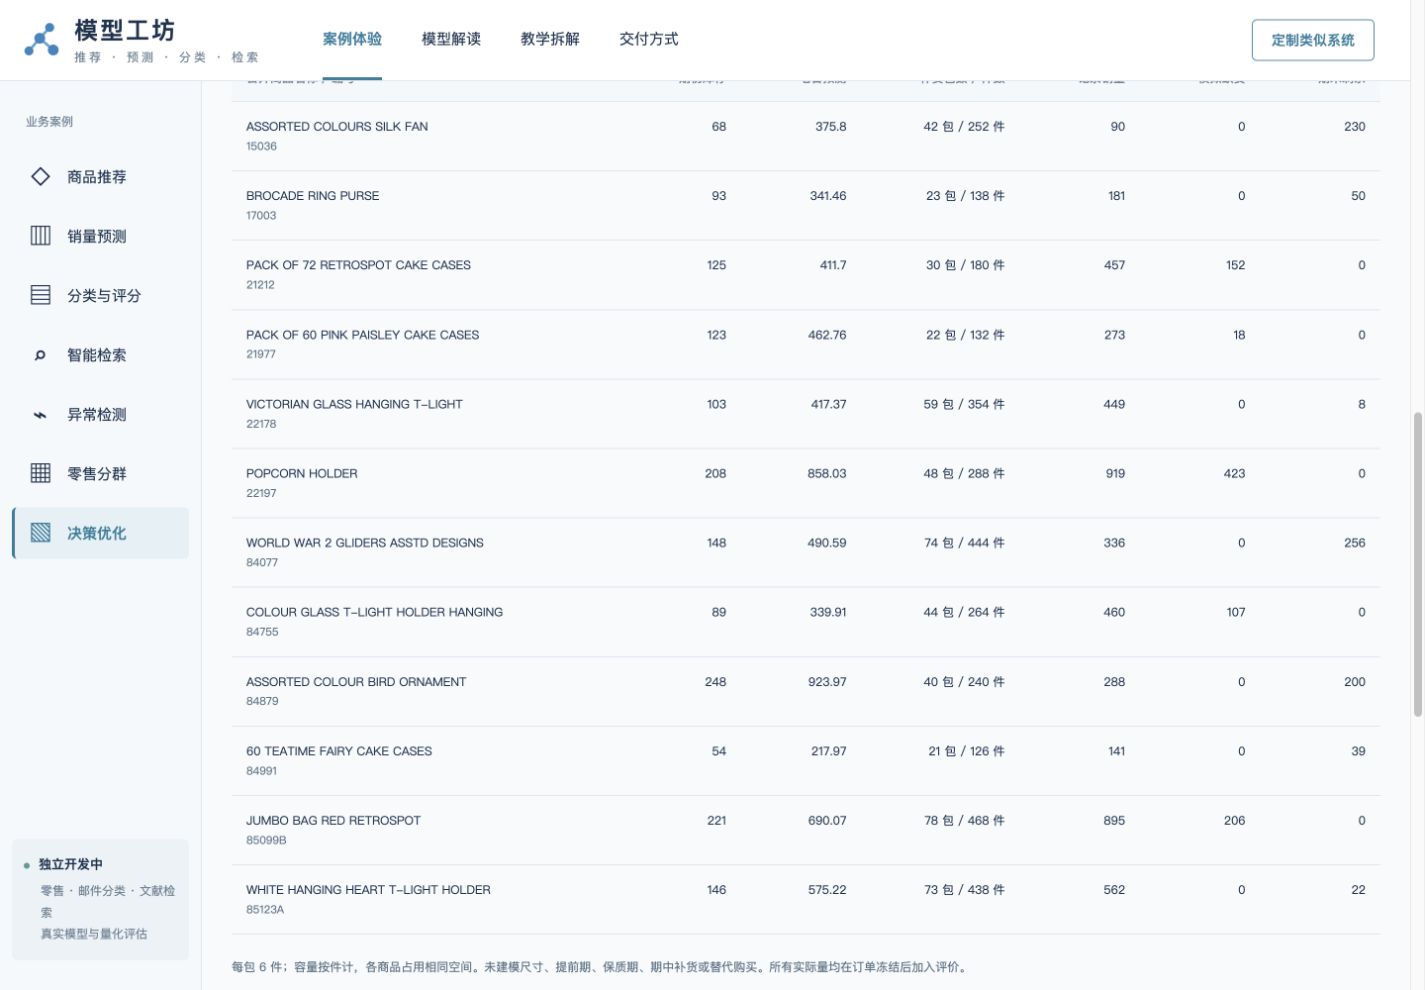 模型工坊
推荐 · 预测 · 分类 · 检索
案例体验
模型解读
教学拆解
交付方式
定制类似系统
业务案例
商品推荐
销量预测
分类与评分
智能检索
异常检测
零售分群
决策优化
独立开发中
零售 · 邮件分类 · 文献检
索
真实模型与量化评估
ASSORTED COLOURS SILK FAN 68 375.8 42 包 / 252 件 90 0 230
15036
BROCADE RING PURSE 93 341.46 23 包 / 138 件 181 0 50
17003
PACK OF 72 RETROSPOT CAKE CASES 125 411.7 30 包 / 180 件 457 152 0
21212
PACK OF 60 PINK PAISLEY CAKE CASES 123 462.76 22 包 / 132 件 273 18 0
21977
VICTORIAN GLASS HANGING T-LIGHT 103 417.37 59 包 / 354 件 449 0 8
22178
POPCORN HOLDER 208 858.03 48 包 / 288 件 919 423 0
22197
WORLD WAR 2 GLIDERS ASSTD DESIGNS 148 490.59 74 包 / 444 件 336 0 256
84077
COLOUR GLASS T-LIGHT HOLDER HANGING 89 339.91 44 包 / 264 件 460 107 0
84755
ASSORTED COLOUR BIRD ORNAMENT 248 923.97 40 包 / 240 件 288 0 200
84879
60 TEATIME FAIRY CAKE CASES 54 217.97 21 包 / 126 件 141 0 39
84991
JUMBO BAG RED RETROSPOT 221 690.07 78 包 / 468 件 895 206 0
85099B
WHITE HANGING HEART T-LIGHT HOLDER 146 575.22 73 包 / 438 件 562 0 22
85123A
每包 6 件；容量按件计，各商品占用相同空间。未建模尺寸、提前期、保质期、期中补货或替代购买。所有实际量均在订单冻结后加入评价。